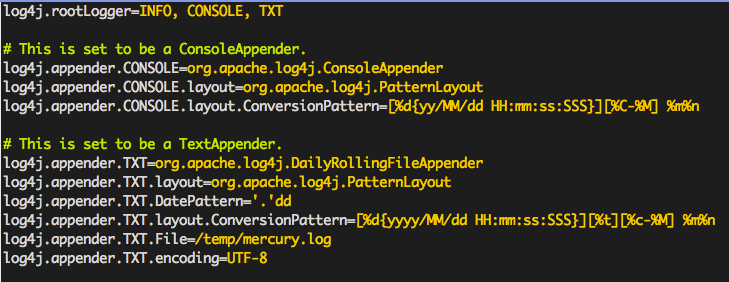 log4j.rootLogger=INFO, CONSOLE, TXT
# This is set to be a ConsoleAppender.
log4j.appender.CONSOLE=org.apache.log4j.ConsoleAppender
log4j.appender.CONSOLE.layout=org.apache.log4j.PatternLayout
log4j.appender.CONSOLE.layout.ConversionPattern=[%d{yy/MM/dd HH:mm:ss:SSS}][%C-%M] %m%n
# This is set to be a TextAppender.
log4j.appender.TXT=org.apache.log4j.DailyRollingFileAppender
log4j.appender.TXT.layout=org.apache.log4j.PatternLayout
log4j.appender.TXT.DatePattern='.'dd
log4j.appender.TXT.layout.ConversionPattern=[%d{yyyy/MM/dd HH:mm:ss:SSS}][%t][%c-%M] %m%n
log4j.appender.TXT.File=/temp/mercury.log
log4j.appender.TXT.encoding=UTF-8